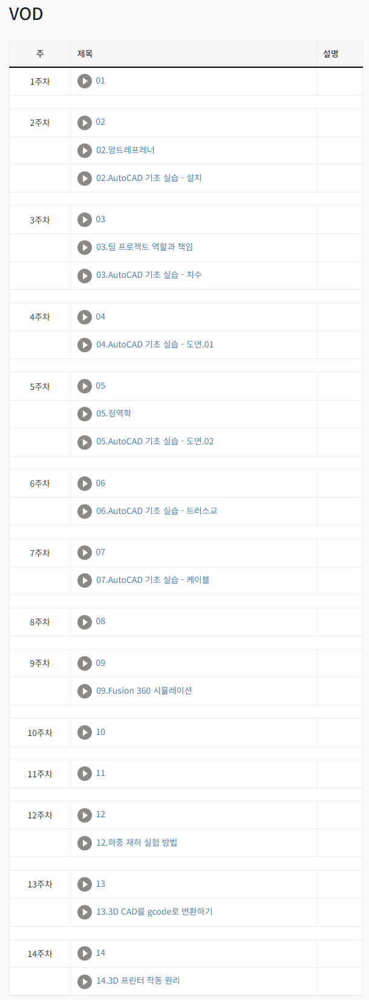 VOD
주 제목 설명
1주차 01
2주차 02
02.앙트레프레너
02.AutoCAD 기초 실습 - 설치
3주차 03
03.팀 프로젝트 역할과 책임
03.AutoCAD 기초 실습 - 치수
4주차 04
04.AutoCAD 기초 실습 - 도면.01
5주차 05
05.정역학
05.AutoCAD 기초 실습 - 도면.02
6주차 06
06.AutoCAD 기초 실습 - 트러스교
7주차 07
07.AutoCAD 기초 실습 - 케이블
8주차 08
9주차 09
09.Fusion 360 시뮬레이션
10주차 10
11주차 11
12주차 12
12.하중 재하 실험 방법
13주차 13
13.3D CAD를 gcode로 변환하기
14주차 14
14.3D 프린터 작동 원리